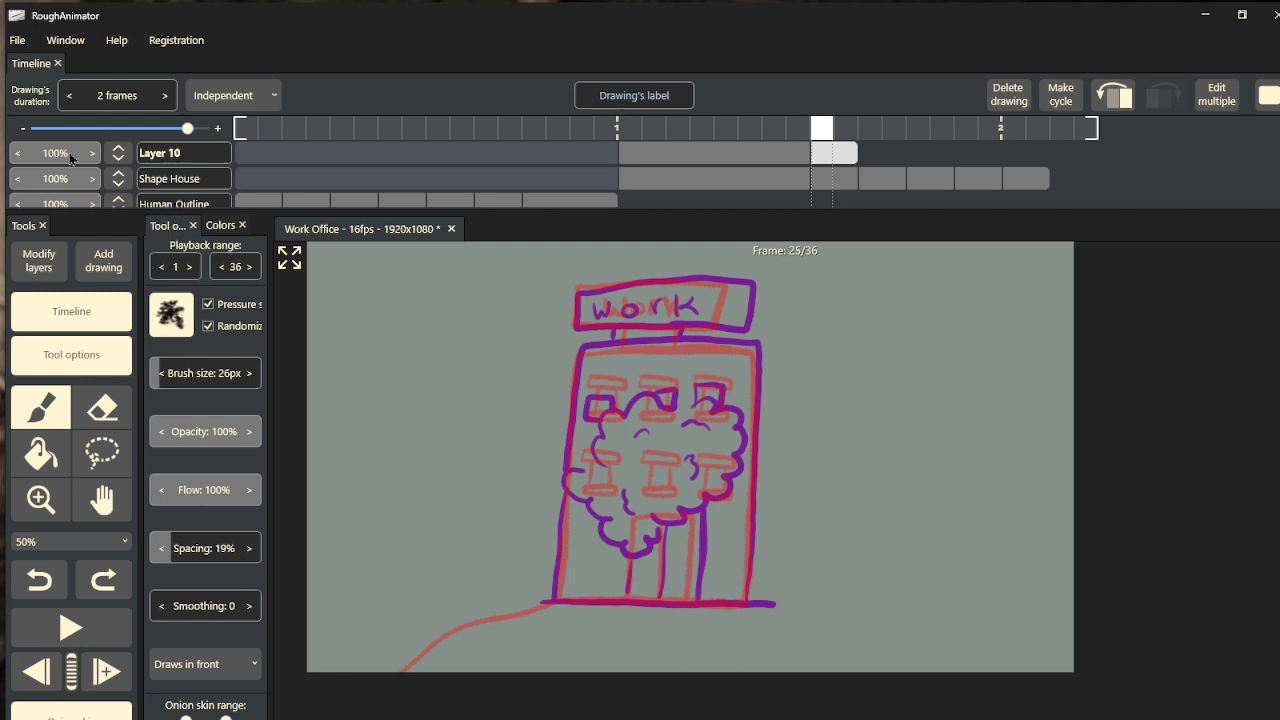 RoughAnimator
File Window Help Registration
Timeline
Drawing's duration: < 2 frames > Independent Drawing's label Delete drawing Make cycle Edit multiple
- + 1 2
< 100% > Layer 10
< 100% > Shape House
< 100% > Human Outline
Tools Tool o... Colors Work Office - 16fps - 1920x1080 *
Modify layers Add drawing
Timeline
Tool options
50%
Playback range:
< 1 > < 36 >
Pressure s
Randomiz
< Brush size: 26px >
< Opacity: 100% >
< Flow: 100% >
< Spacing: 19% >
< Smoothing: 0 >
Draws in front
Onion skin range:
Frame: 25/36
work